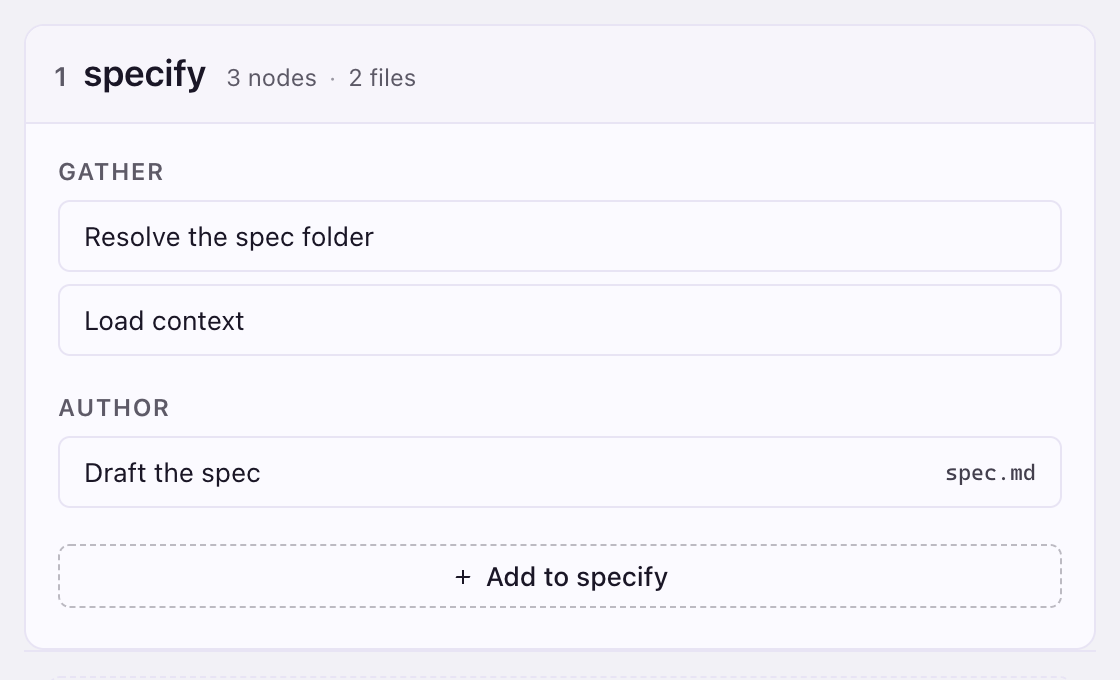 1 specify 3 nodes · 2 files
GATHER
Resolve the spec folder
Load context
AUTHOR
Draft the spec spec.md
+ Add to specify